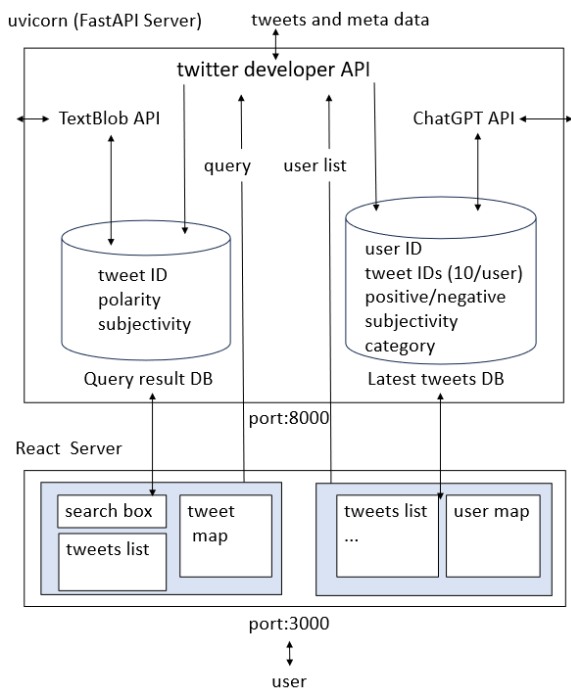 uvicorn (FastAPI Server)
tweets and meta data
twitter developer API
TextBlob API
ChatGPT API
query
user list
tweet ID
polarity
subjectivity
user ID
tweet IDs (10/user)
positive/negative
subjectivity
category
Query result DB
Latest tweets DB
port:8000
React Server
search box
tweets list
tweet
map
tweets list
...
user map
port:3000
user